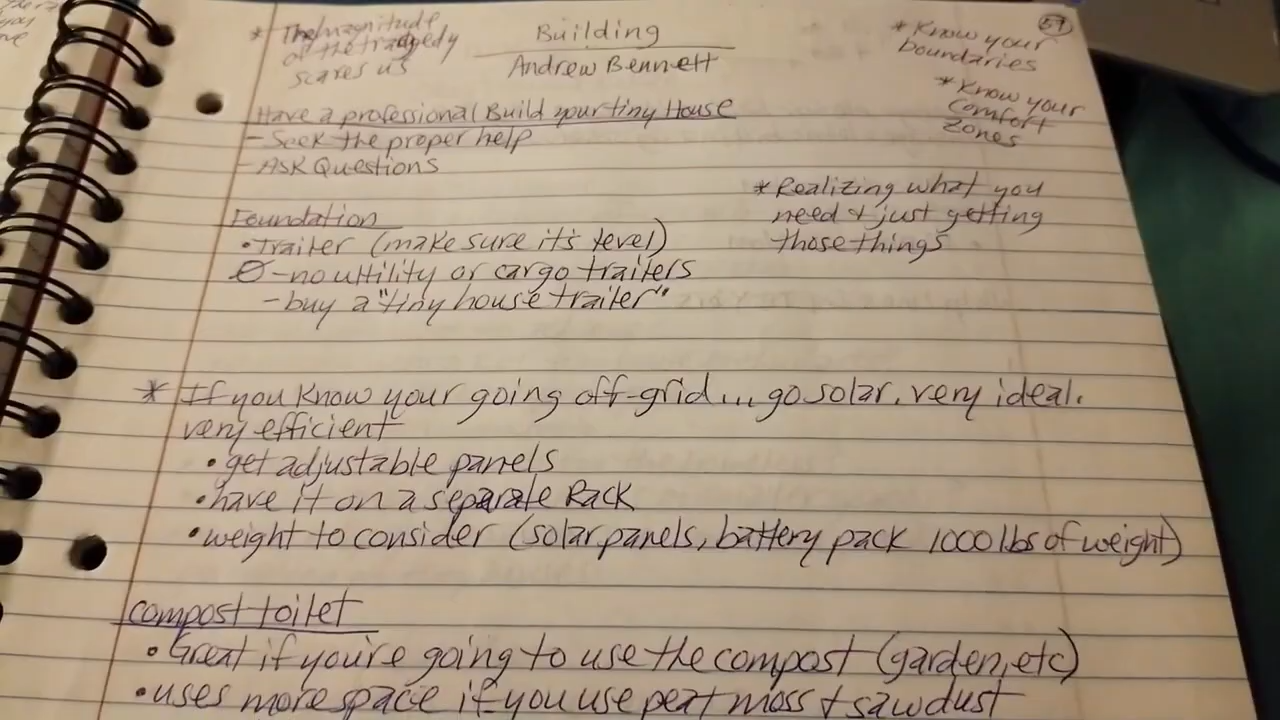 * The magnitude
of the tragedy
scares us
Building
Andrew Bennett
57
* Know your
boundaries
* Know your
comfort
zones
Have a professional Build your tiny House
- Seek the proper help
- Ask Questions
* Realizing what you
need & just getting
those things
Foundation
• Trailer (make sure it's level)
Ø - no utility or cargo trailers
- buy a "tiny house trailer"
* If you know your going off-grid... go solar. very ideal.
very efficient
• get adjustable panels
• have it on a separate Rack
• weight to consider (solar panels, battery pack 1000 lbs of weight)
compost toilet
• Great if you're going to use the compost (garden, etc)
• uses more space if you use peat moss & sawdust